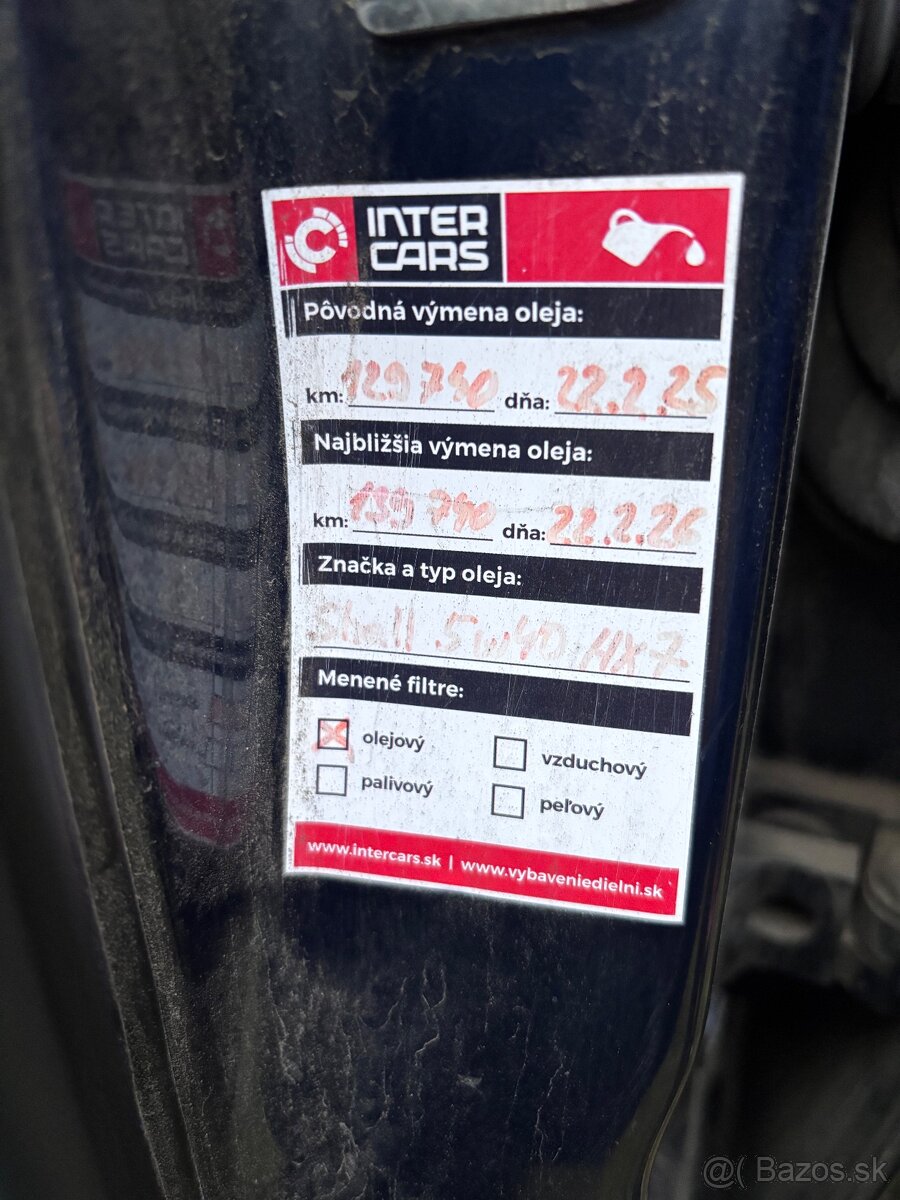 INTER
CARS
Pôvodná výmena oleja:
km: 129 740 dňa: 22.2.25
Najbližšia výmena oleja:
km: 139 740 dňa: 22.2.26
Značka a typ oleja:
Shell 5w40 HX7
Menené filtre:
olejový vzduchový
palivový peľový
www.intercars.sk | www.vybaveniedielni.sk
@( Bazos.sk